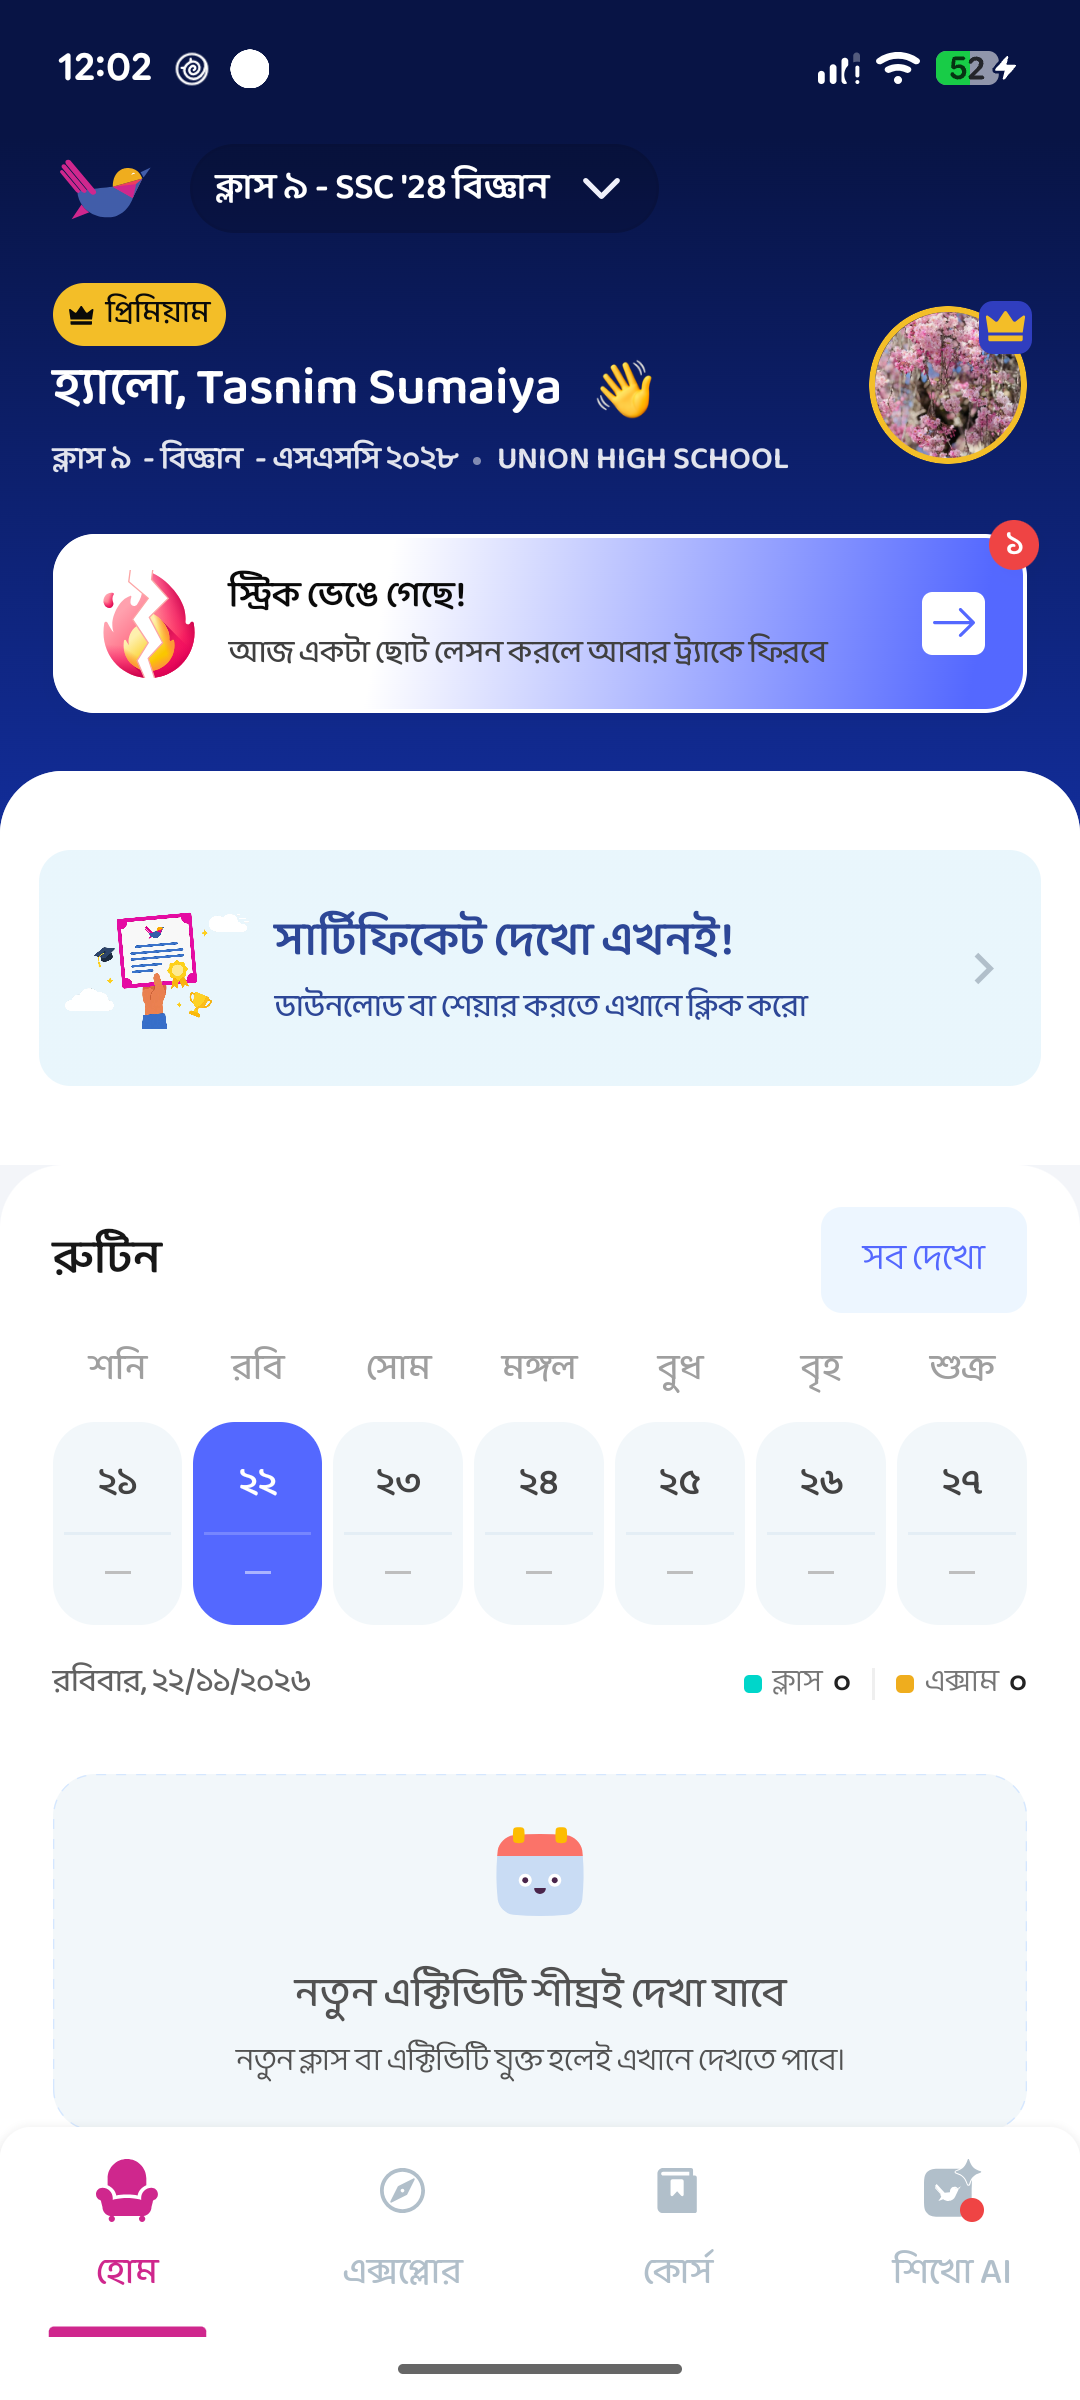 12:02
52
ক্লাস ৯ - SSC '28 বিজ্ঞান
প্রিমিয়াম
হ্যালো, Tasnim Sumaiya 👋
ক্লাস ৯ - বিজ্ঞান - এসএসসি ২০২৮ • UNION HIGH SCHOOL
১
স্ট্রিক ভেঙে গেছে!
আজ একটা ছোট লেসন করলে আবার ট্র্যাকে ফিরবে
সার্টিফিকেট দেখো এখনই!
ডাউনলোড বা শেয়ার করতে এখানে ক্লিক করো
রুটিন
সব দেখো
শনি রবি সোম মঙ্গল বুধ বৃহ শুক্র
২১ ২২ ২৩ ২৪ ২৫ ২৬ ২৭
— — — — — — —
রবিবার, ২২/১১/২০২৬
ক্লাস ০ | এক্সাম ০
নতুন এক্টিভিটি শীঘ্রই দেখা যাবে
নতুন ক্লাস বা এক্টিভিটি যুক্ত হলেই এখানে দেখতে পাবে।
হোম এক্সপ্লোর কোর্স শিখো AI